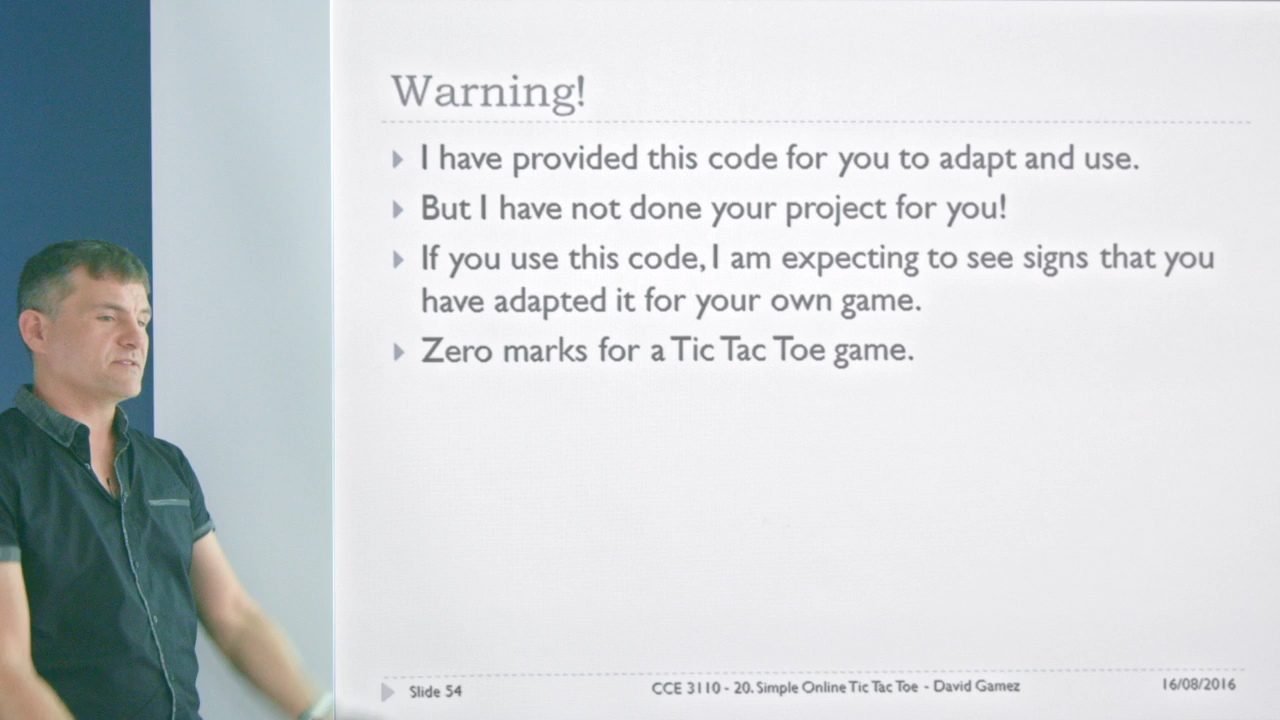 Warning!
I have provided this code for you to adapt and use.
But I have not done your project for you!
If you use this code, I am expecting to see signs that you
have adapted it for your own game.
Zero marks for a Tic Tac Toe game.
Slide 54
CCE 3110 - 20. Simple Online Tic Tac Toe - David Gamez
16/08/2016